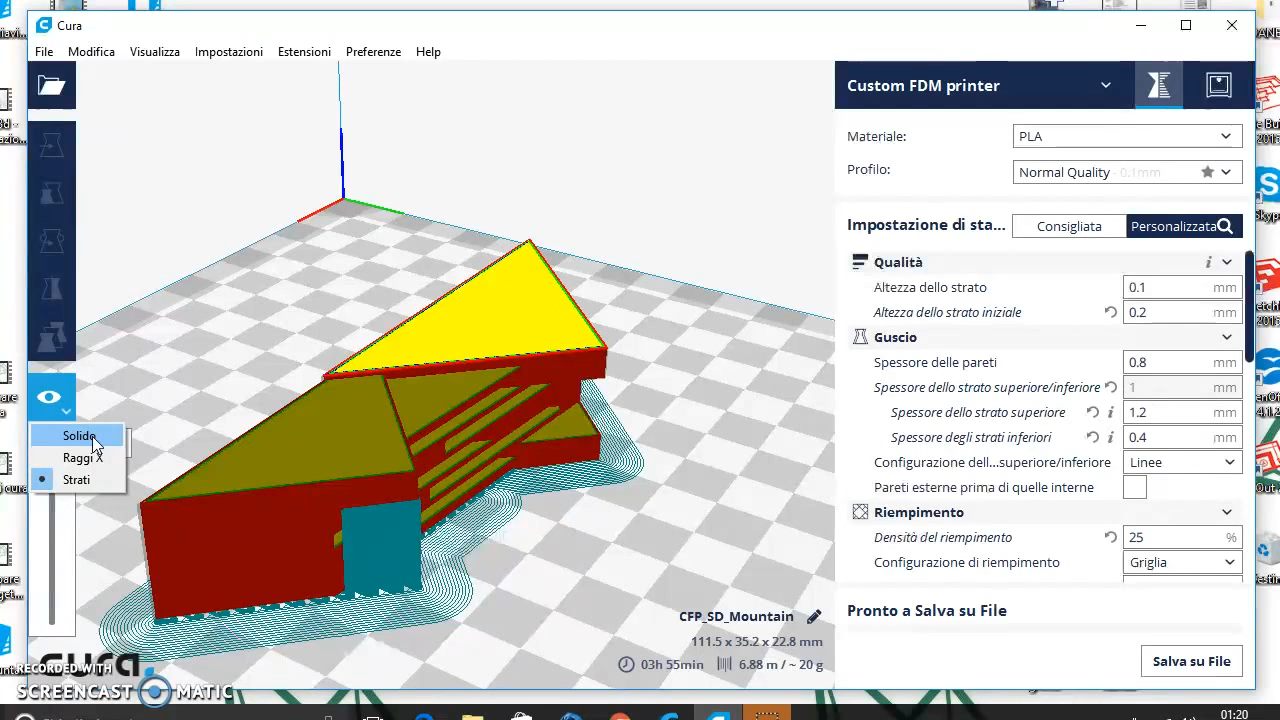 Cura
File Modifica Visualizza Impostazioni Estensioni Preferenze Help
Custom FDM printer
Materiale: PLA
Profilo: Normal Quality - 0.1mm
Impostazione di sta... Consigliata Personalizzata
Qualità i
Altezza dello strato 0.1 mm
Altezza dello strato iniziale 0.2 mm
Guscio
Spessore delle pareti 0.8 mm
Spessore dello strato superiore/inferiore 1 mm
Spessore dello strato superiore i 1.2 mm
Spessore degli strati inferiori i 0.4 mm
Configurazione dello superiore/inferiore Linee
Pareti esterne prima di quelle interne
Riempimento
Densità del riempimento 25 %
Configurazione di riempimento Griglia
Solido
Raggi X
Strati
CFP_SD_Mountain
111.5 x 35.2 x 22.8 mm
03h 55min 6.88 m / ~ 20 g
Pronto a Salva su File
Salva su File
cura.
RECORDED WITH
SCREENCAST MATIC
01:20